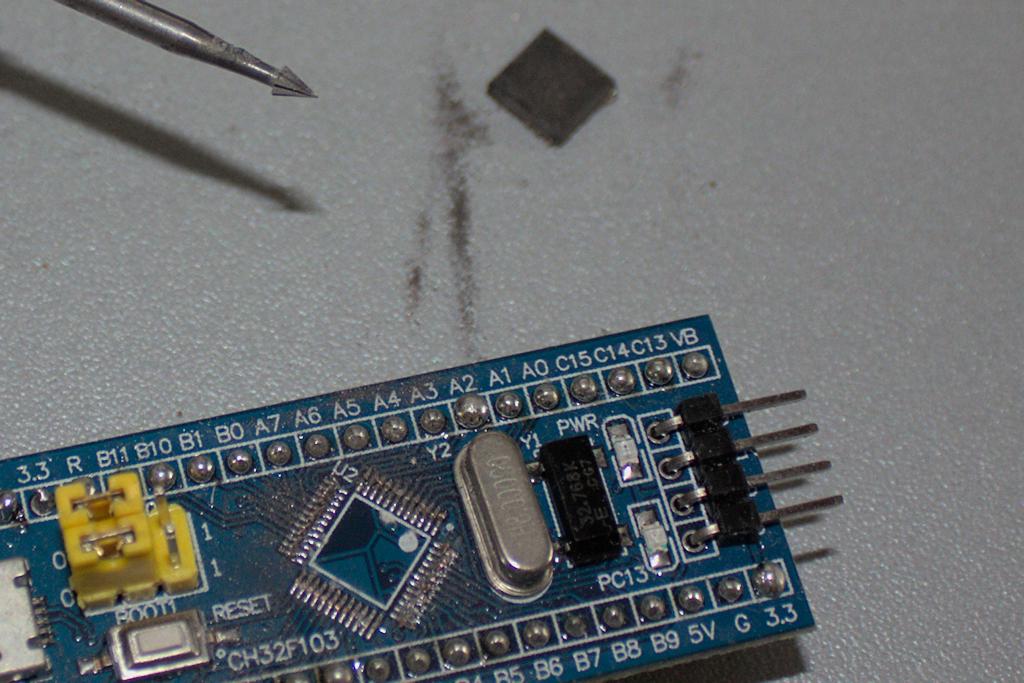 3.3 R B11 B10 B1 B0 A7 A6 A5 A4 A3 A2 A1 A0 C15 C14 C13 VB
Y2
Y1
PWR
U2
32.768K
0
1
0
1
BOOT1
RESET
PC13
CH32F103
B5 B6 B7 B8 B9 5V G 3.3